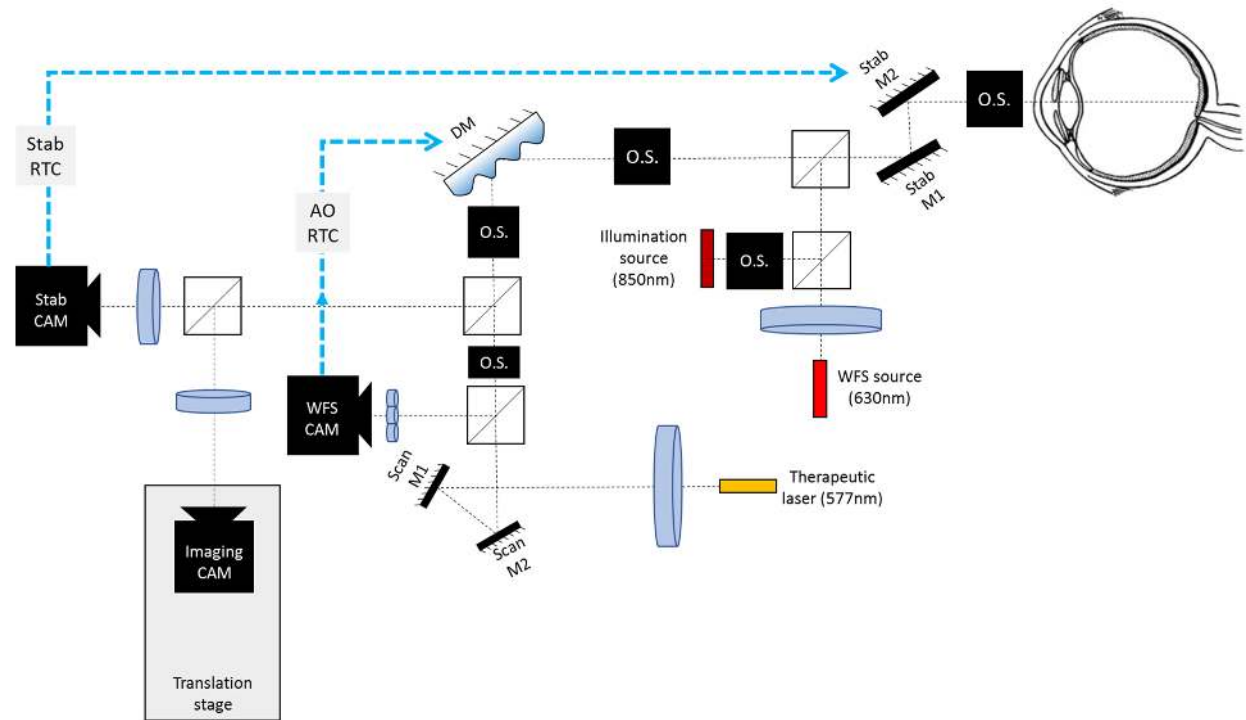 Stab
M2
O.S.
DM
Stab
RTC
O.S.
Stab
M1
AO
RTC
O.S.
Illumination
source
(850nm)
O.S.
Stab
CAM
O.S.
WFS source
(630nm)
WFS
CAM
Scan
M1
Therapeutic
laser (577nm)
Scan
M2
Imaging
CAM
Translation
stage